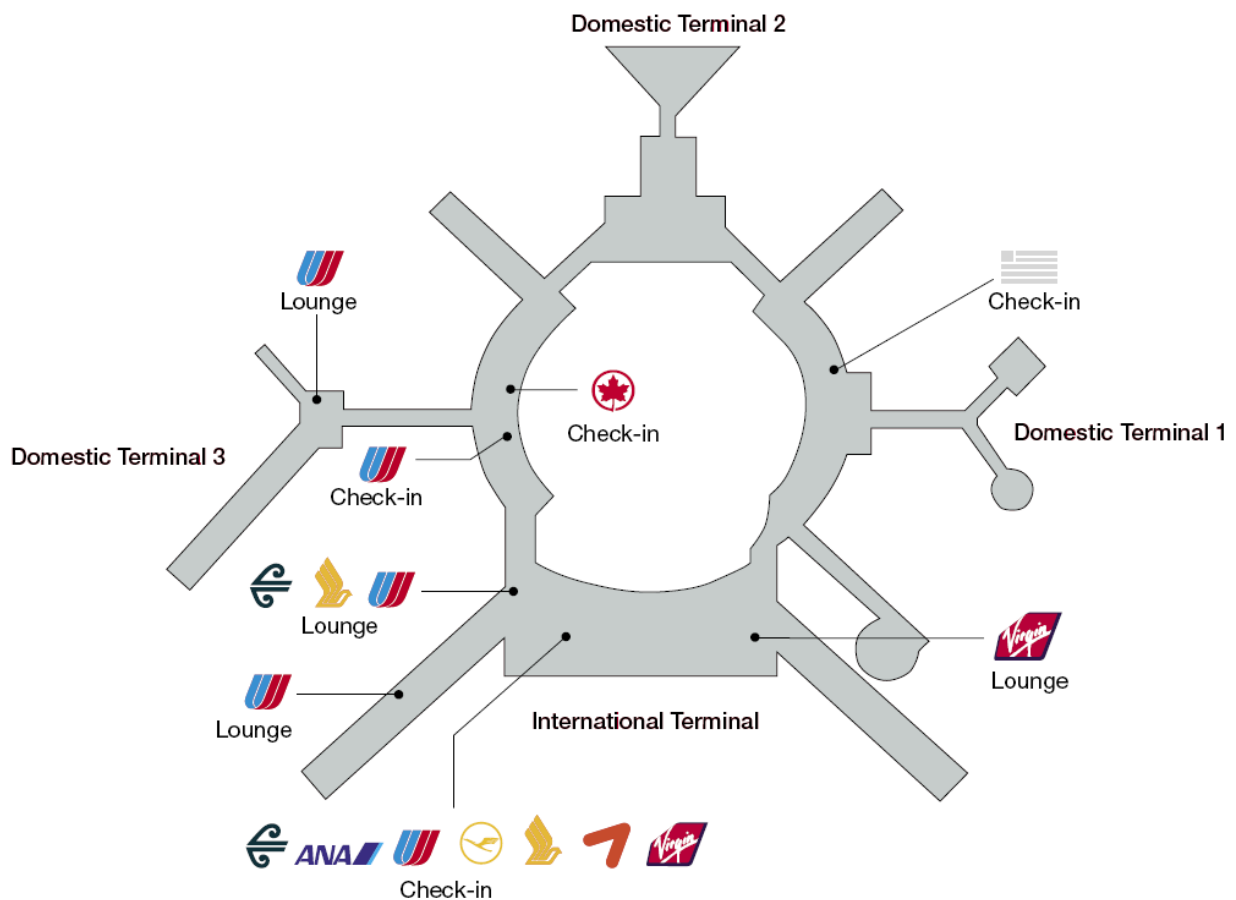 Domestic Terminal 2
Lounge
Check-in
Check-in
Domestic Terminal 3
Domestic Terminal 1
Check-in
Lounge
Virgin
Lounge
Lounge
International Terminal
ANA
Virgin
Check-in